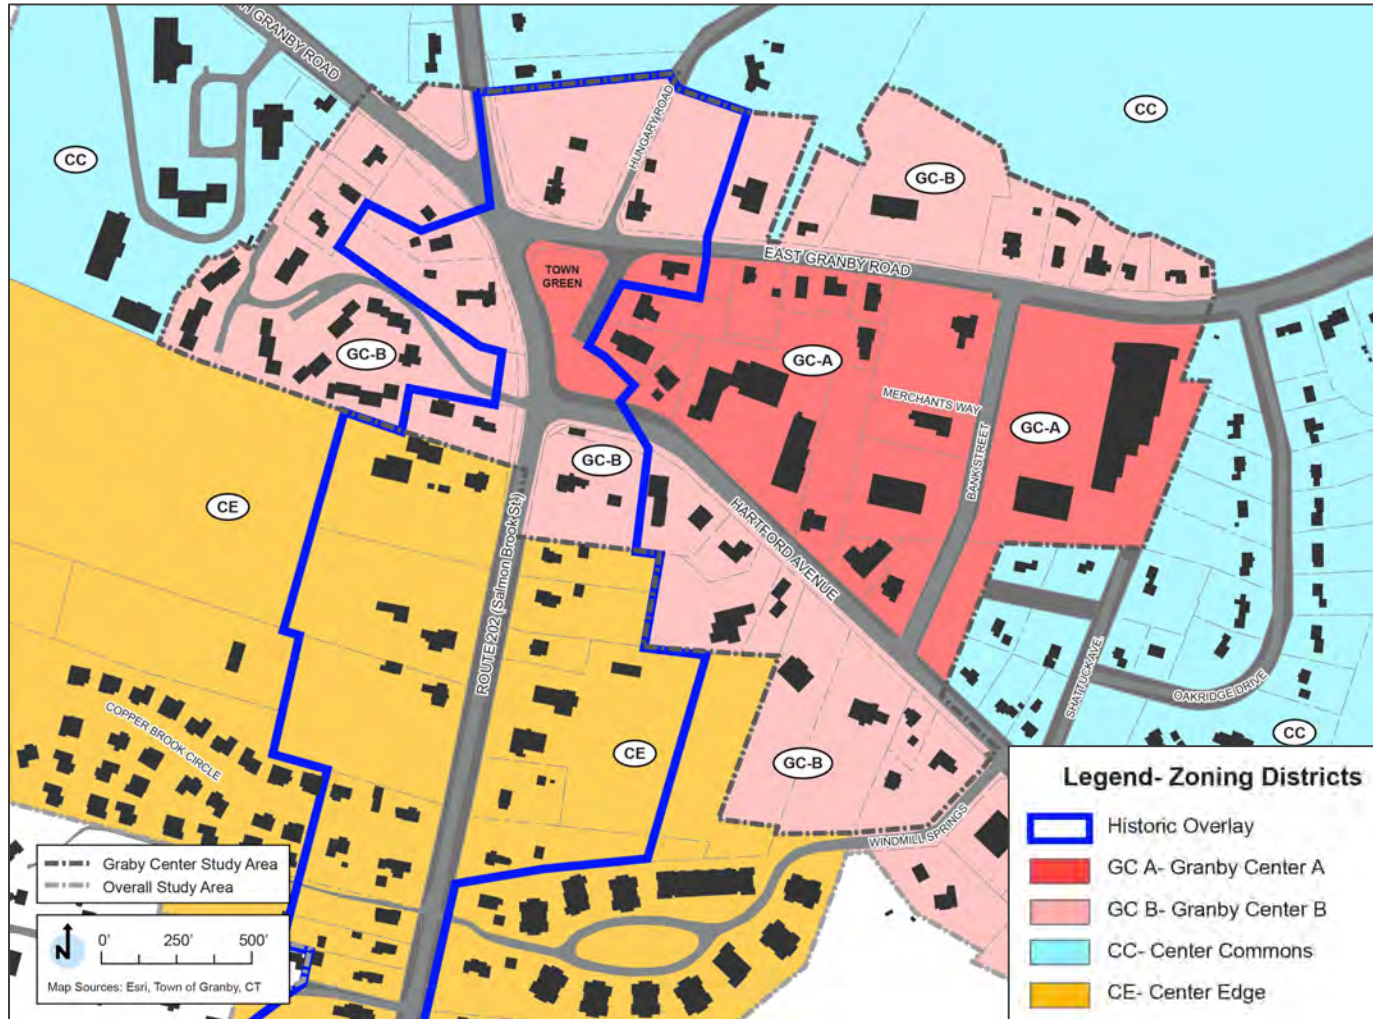 H GRANBY ROAD
HUNGARY ROAD
CC
CC
GC-B
EAST GRANBY ROAD
TOWN
GREEN
GC-B
GC-A
MERCHANTS WAY
GC-A
BANK STREET
GC-B
HARTFORD AVENUE
CE
ROUTE 202 (Salmon Brook St.)
SHATTUCK AVE.
OAKRIDGE DRIVE
CC
COPPER BROOK CIRCLE
CE
GC-B
WINDMILL SPRINGS
Graby Center Study Area
Overall Study Area
N
0' 250' 500'
Map Sources: Esri, Town of Granby, CT
Legend- Zoning Districts
Historic Overlay
GC A- Granby Center A
GC B- Granby Center B
CC- Center Commons
CE- Center Edge